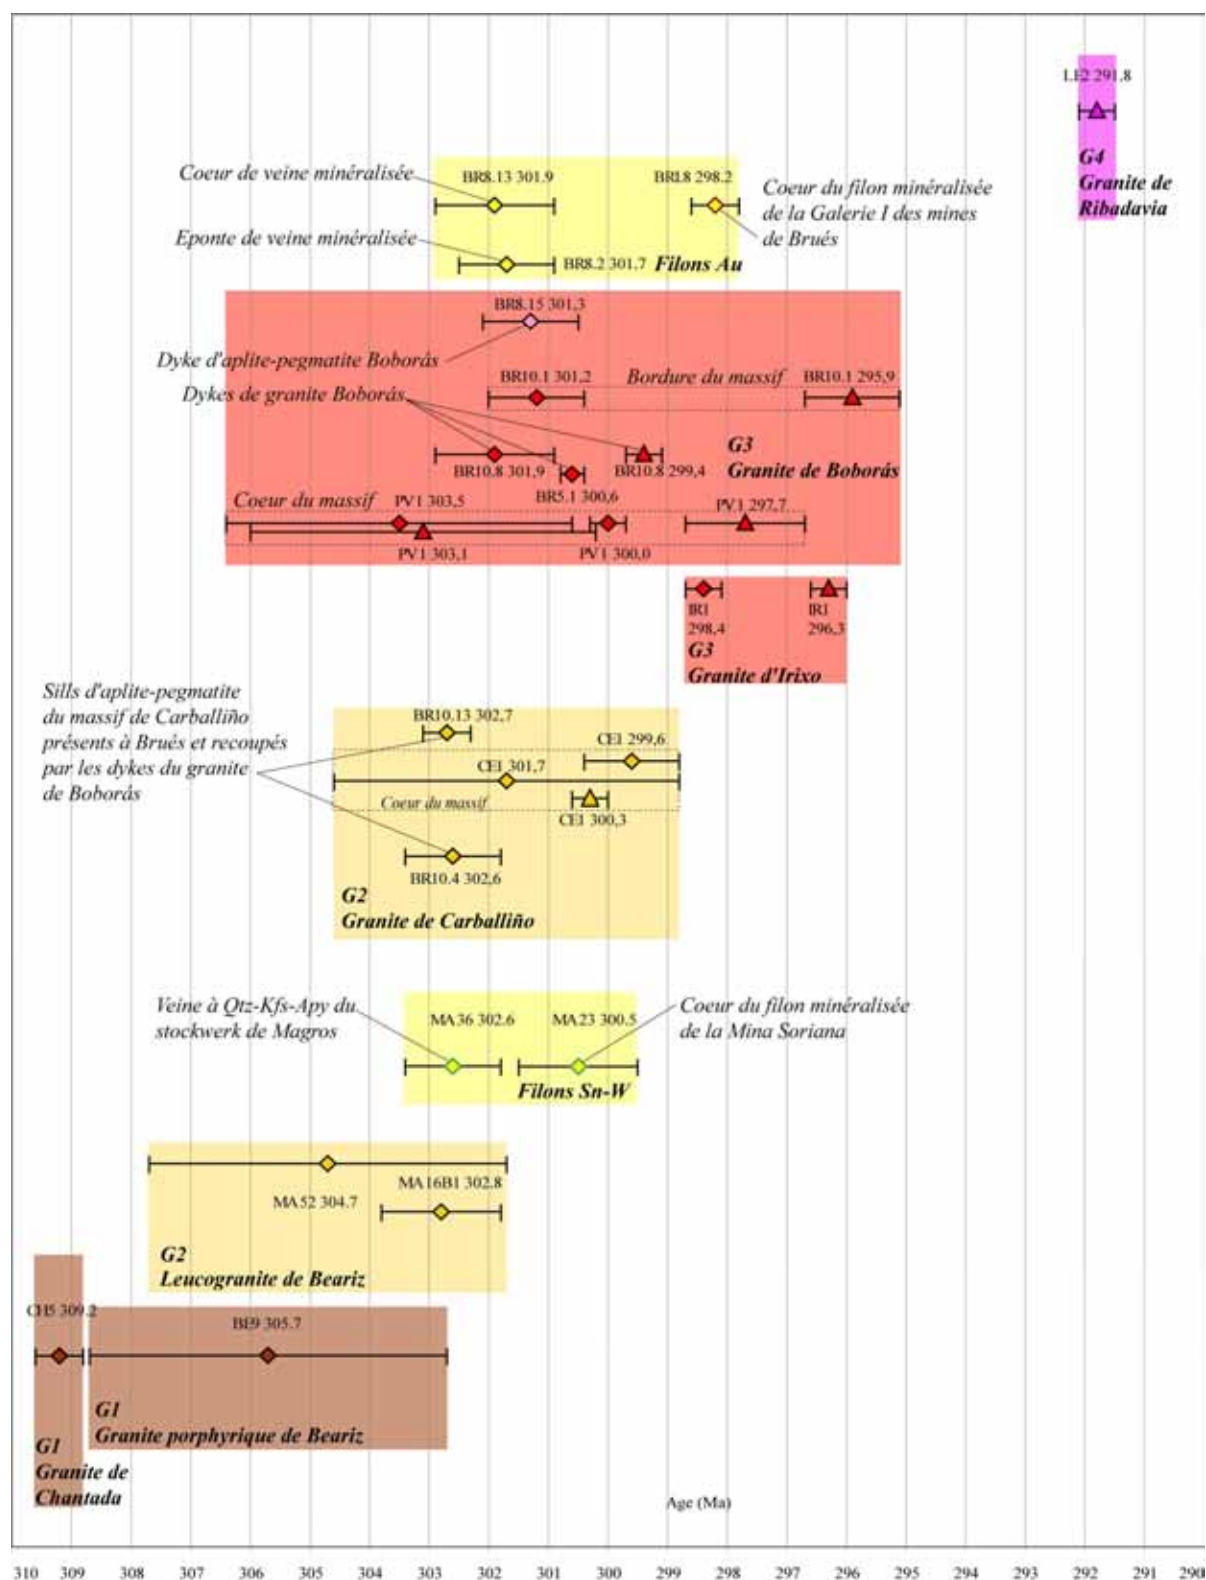 LE2 291.8
G4
Granite de
Ribadavia
Coeur de veine minéralisée
BR8.13 301.9
BRI.8 298.2
Coeur du filon minéralisée
de la Galerie I des mines
de Brués
Eponte de veine minéralisée
BR8.2 301.7
Filons Au
BR8.15 301,3
Dyke d'aplite-pegmatite Boborás
BR10.1 301,2
Bordure du massif
BR10.1 295,9
Dykes de granite Boborás
G3
Granite de Boborás
BR10.8 301,9
BR10.8 299,4
BR5.1 300,6
Coeur du massif
PV1 303,5
PV1 297,7
PV1 303,1
PV1 300,0
IR1
298,4
IR1
296,3
G3
Granite d'Irixo
Sills d'aplite-pegmatite
du massif de Carballiño
présents à Brués et recoupés
par les dykes du granite
de Boborás
BR10.13 302,7
CE1 299,6
CE1 301,7
Coeur du massif
CE1 300,3
BR10.4 302,6
G2
Granite de Carballiño
Veine à Qtz-Kfs-Apy du
stockwerk de Magros
MA36 302.6
MA23 300.5
Coeur du filon minéralisée
de la Mina Soriana
Filons Sn-W
MA52 304.7
MA16B1 302.8
G2
Leucogranite de Beariz
CH5 309.2
BE9 305.7
G1
Granite porphyrique de Beariz
G1
Granite de
Chantada
Age (Ma)
310 309 308 307 306 305 304 303 302 301 300 299 298 297 296 295 294 293 292 291 290